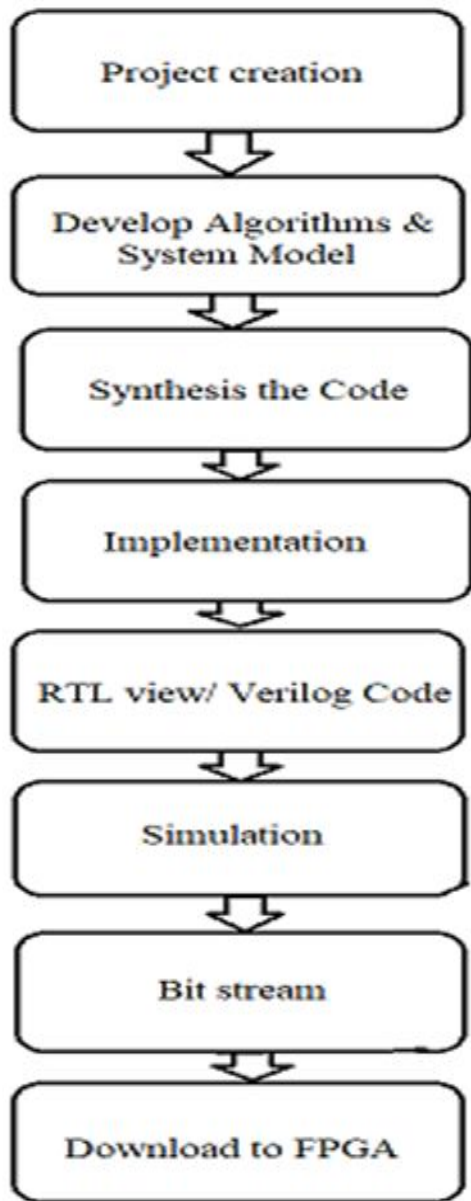 Project creation
Develop Algorithms &
System Model
Synthesis the Code
Implementation
RTL view/ Verilog Code
Simulation
Bit stream
Download to FPGA